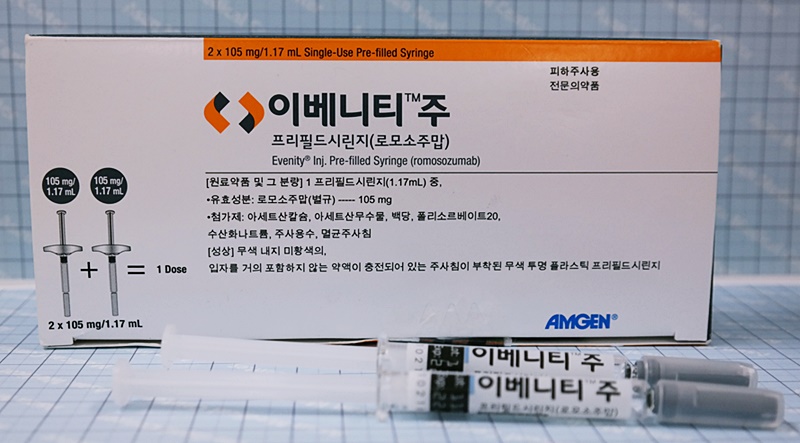 2 x 105 mg/1.17 mL Single-Use Pre-filled Syringe
피하주사용
전문의약품
이베니티™주
프리필드시린지(로모소주맙)
Evenity® Inj. Pre-filled Syringe (romosozumab)
105 mg/
1.17 mL
105 mg/
1.17 mL
+ = 1 Dose
2 x 105 mg/1.17 mL
[원료약품 및 그 분량] 1 프리필드시린지(1.17mL) 중,
•유효성분: 로모소주맙(별규) ----- 105 mg
•첨가제: 아세트산칼슘, 아세트산무수물, 백당, 폴리소르베이트20,
수산화나트륨, 주사용수, 멸균주사침
[성상] 무색 내지 미황색의,
입자를 거의 포함하지 않는 약액이 충전되어 있는 주사침이 부착된 무색 투명 플라스틱 프리필드시린지
AMGEN®
이베니티 주
이베니티 주
프리필드시린지(로모소주맙)